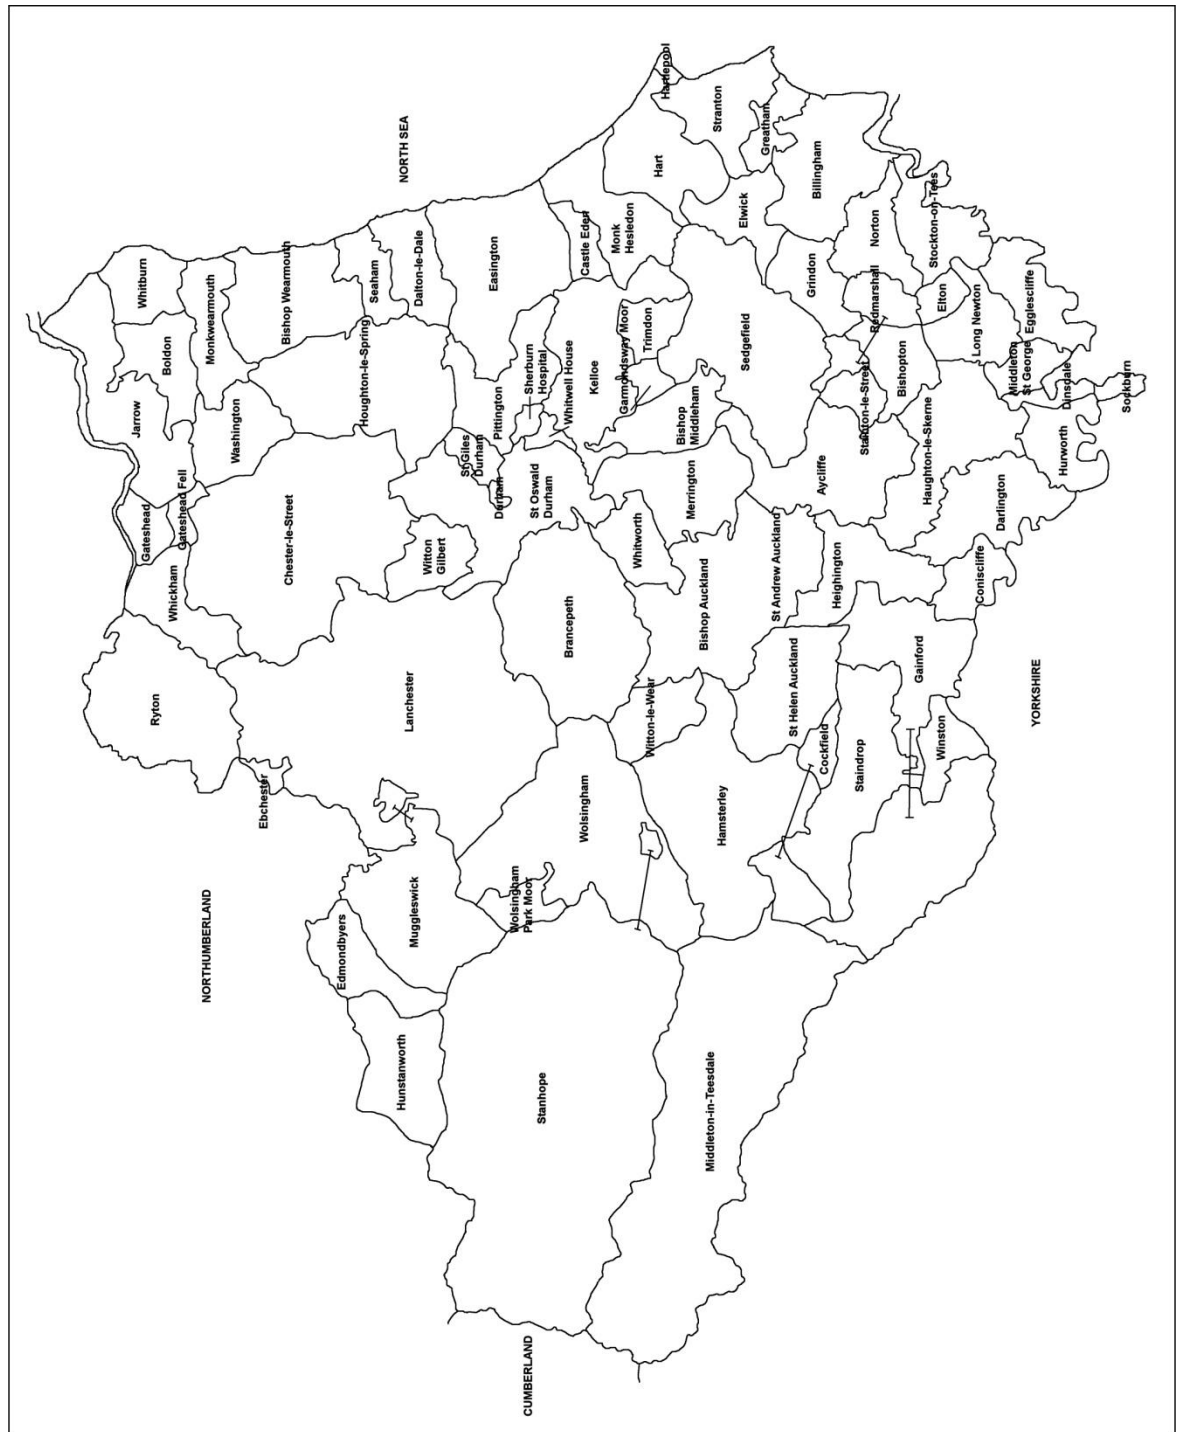 NORTH SEA
NORTHUMBERLAND
CUMBERLAND
YORKSHIRE
Whitburn
Boldon
Jarrow
Monkwearmouth
Bishop Wearmouth
Washington
Gateshead
Gateshead Fell
Whickham
Ryton
Chester-le-Street
Houghton-le-Spring
Seaham
Dalton-le-Dale
Easington
Pittington
St Giles
Durham
Durham
St Oswald
Durham
Sherburn
Hospital
Whitwell House
Kelloe
Castle Eden
Monk
Hesledon
Hart
Hartlepool
Stranton
Greatham
Elwick
Billingham
Garmondsway Moor
Trimdon
Sedgefield
Bishop
Middleham
Merrington
Whitworth
Witton
Gilbert
Lanchester
Ebchester
Brancepeth
Bishop Auckland
St Andrew Auckland
Aycliffe
Heighington
Grindon
Norton
Redmarshall
Stockton-on-Tees
Elton
Stainton-le-Street
Bishopton
Long Newton
Egglescliffe
Middleton
St George
Dinsdale
Sockburn
Hurworth
Haughton-le-Skerne
Darlington
Coniscliffe
Gainford
Winston
Staindrop
Cockfield
St Helen Auckland
Witton-le-Wear
Hamsterley
Wolsingham
Wolsingham
Park Moor
Muggleswick
Edmondbyers
Hunstanworth
Stanhope
Middleton-in-Teesdale